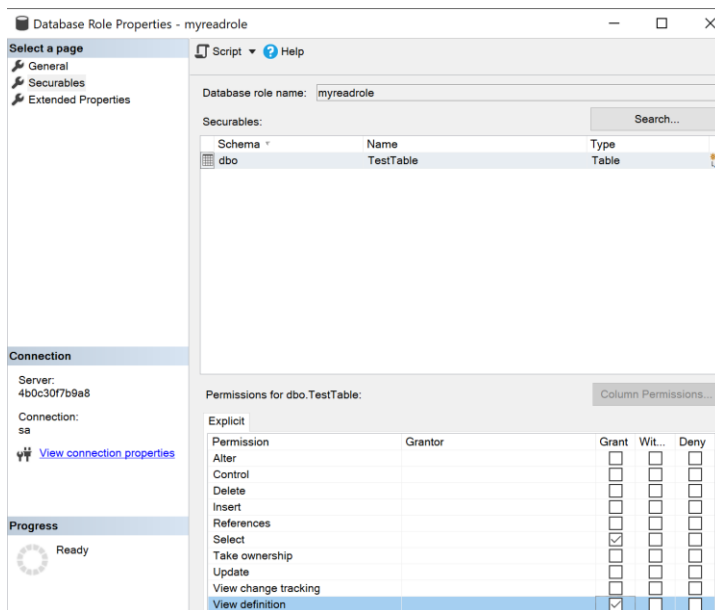 Database Role Properties - myreadrole
Select a page
General
Securables
Extended Properties
Script Help
Database role name: myreadrole
Securables: Search...
Schema Name Type
dbo TestTable Table
Connection
Server:
4b0c30f7b9a8
Connection:
sa
View connection properties
Progress
Ready
Permissions for dbo.TestTable: Column Permissions...
Explicit
Permission Grantor Grant Wit... Deny
Alter
Control
Delete
Insert
References
Select
Take ownership
Update
View change tracking
View definition